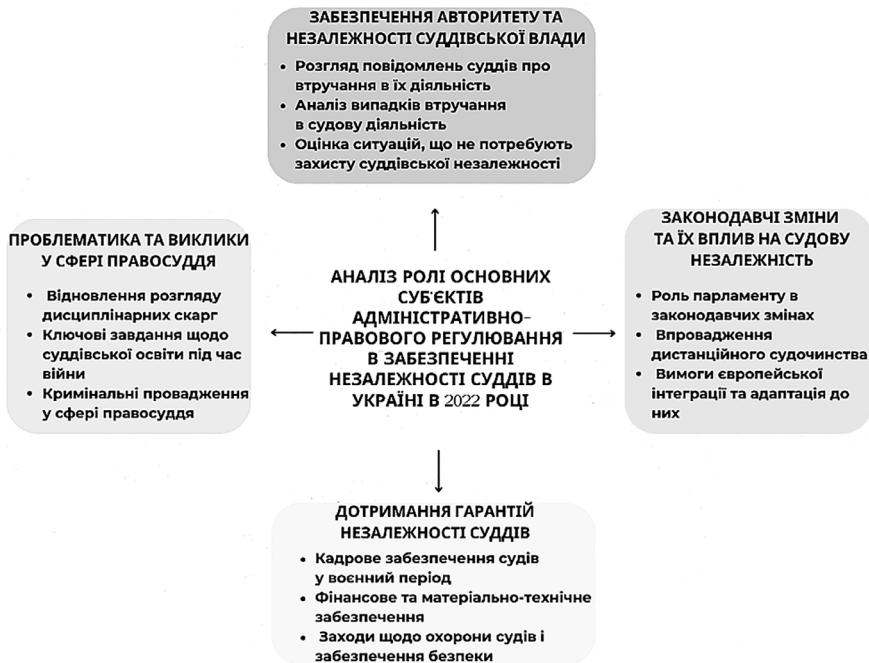 ЗАБЕЗПЕЧЕННЯ АВТОРИТЕТУ ТА
НЕЗАЛЕЖНОСТІ СУДДІВСЬКОЇ ВЛАДИ
• Розгляд повідомлень суддів про
втручання в їх діяльність
• Аналіз випадків втручання
в судову діяльність
• Оцінка ситуацій, що не потребують
захисту суддівської незалежності
ПРОБЛЕМАТИКА ТА ВИКЛИКИ
У СФЕРІ ПРАВОСУДДЯ
• Відновлення розгляду
дисциплінарних скарг
• Ключові завдання щодо
суддівської освіти під час
війни
• Кримінальні провадження
у сфері правосуддя
АНАЛІЗ РОЛІ ОСНОВНИХ
СУБ'ЄКТІВ
АДМІНІСТРАТИВНО-
ПРАВОВОГО РЕГУЛЮВАННЯ
В ЗАБЕЗПЕЧЕННІ
НЕЗАЛЕЖНОСТІ СУДДІВ В
УКРАЇНІ В 2022 РОЦІ
ЗАКОНОДАВЧІ ЗМІНИ
ТА ЇХ ВПЛИВ НА СУДОВУ
НЕЗАЛЕЖНІСТЬ
• Роль парламенту в
законодавчих змінах
• Впровадження
дистанційного судочинства
• Вимоги європейської
інтеграції та адаптація до
них
ДОТРИМАННЯ ГАРАНТІЙ
НЕЗАЛЕЖНОСТІ СУДДІВ
• Кадрове забезпечення судів
у воєнний період
• Фінансове та матеріально-технічне
забезпечення
• Заходи щодо охорони судів і
забезпечення безпеки